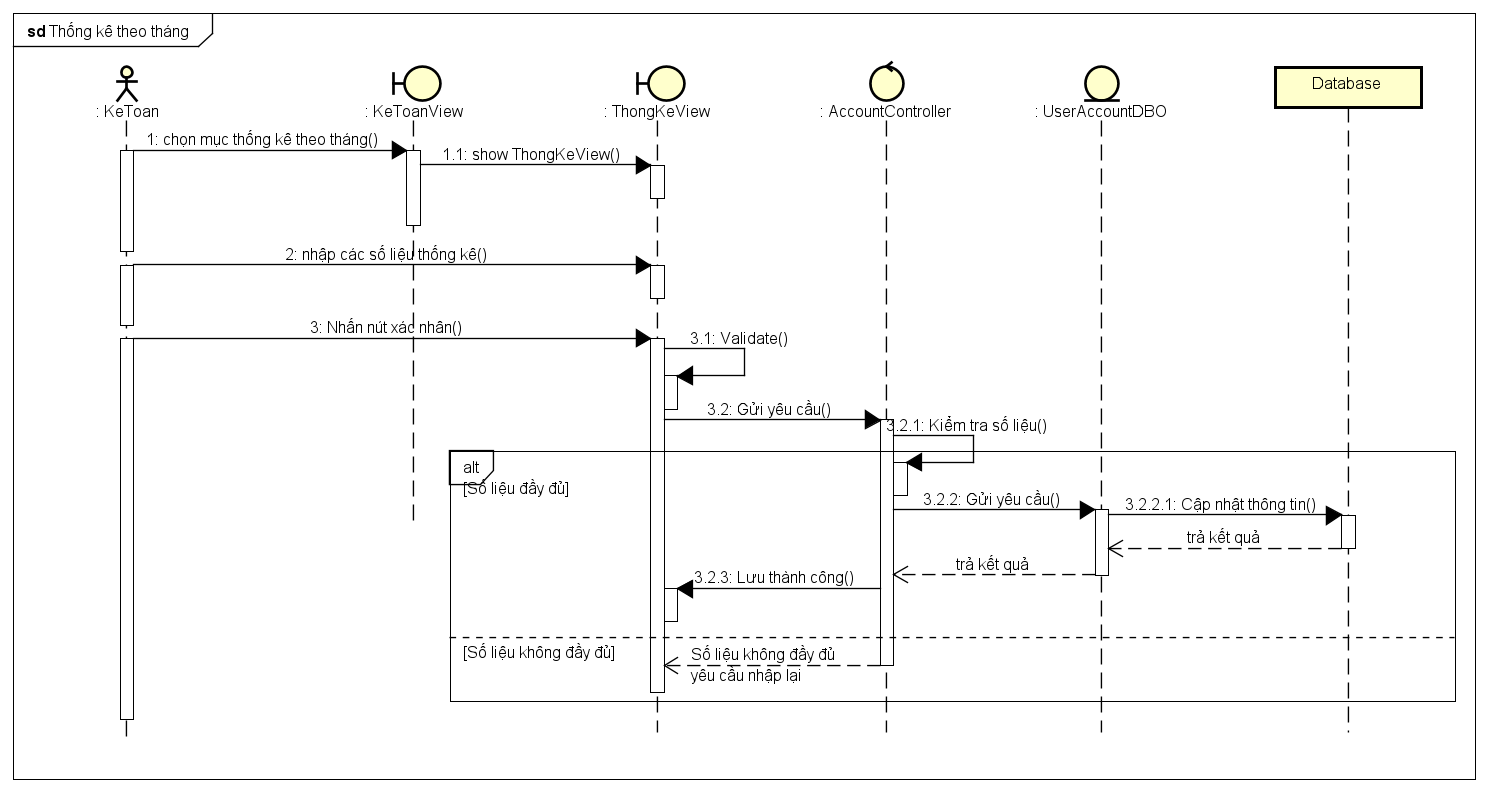 sd Thống kê theo tháng
: KeToan
: KeToanView
: ThongKeView
: AccountController
: UserAccountDBO
Database
1: chọn mục thống kê theo tháng()
1.1: show ThongKeView()
2: nhập các số liệu thống kê()
3: Nhấn nút xác nhân()
3.1: Validate()
3.2: Gửi yêu cầu()
3.2.1: Kiểm tra số liệu()
alt
[Số liệu đầy đủ]
3.2.2: Gửi yêu cầu()
3.2.2.1: Cập nhật thông tin()
trả kết quả
trả kết quả
3.2.3: Lưu thành công()
[Số liệu không đầy đủ]
Số liệu không đầy đủ
yêu cầu nhập lại